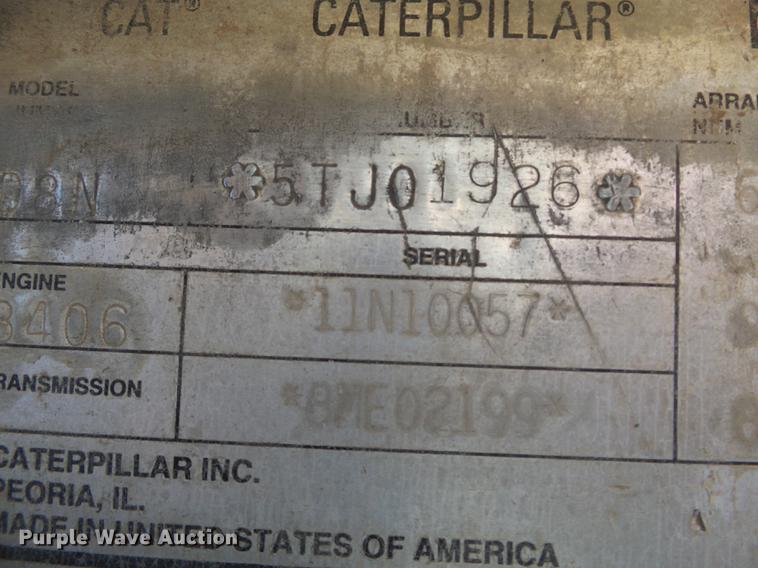 CAT® CATERPILLAR®
MODEL
D8N *5TJ01926*
SERIAL
ENGINE
3406 *11N10057*
TRANSMISSION *8ME02199*
CATERPILLAR INC.
PEORIA, IL.
MADE IN UNITED STATES OF AMERICA
Purple Wave Auction